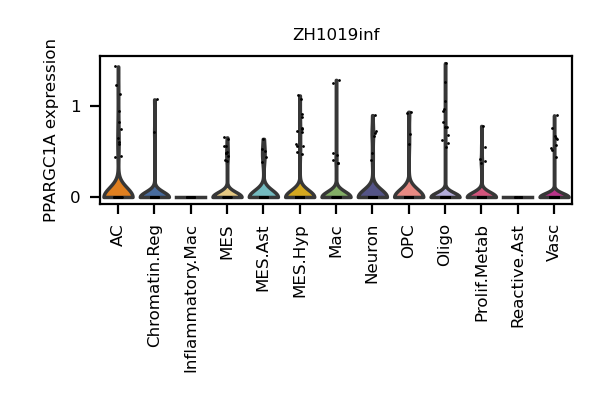 ZH1019inf
PPARGC1A expression
1
0
AC
Chromatin.Reg
Inflammatory.Mac
MES
MES.Ast
MES.Hyp
Mac
Neuron
OPC
Oligo
Prolif.Metab
Reactive.Ast
Vasc